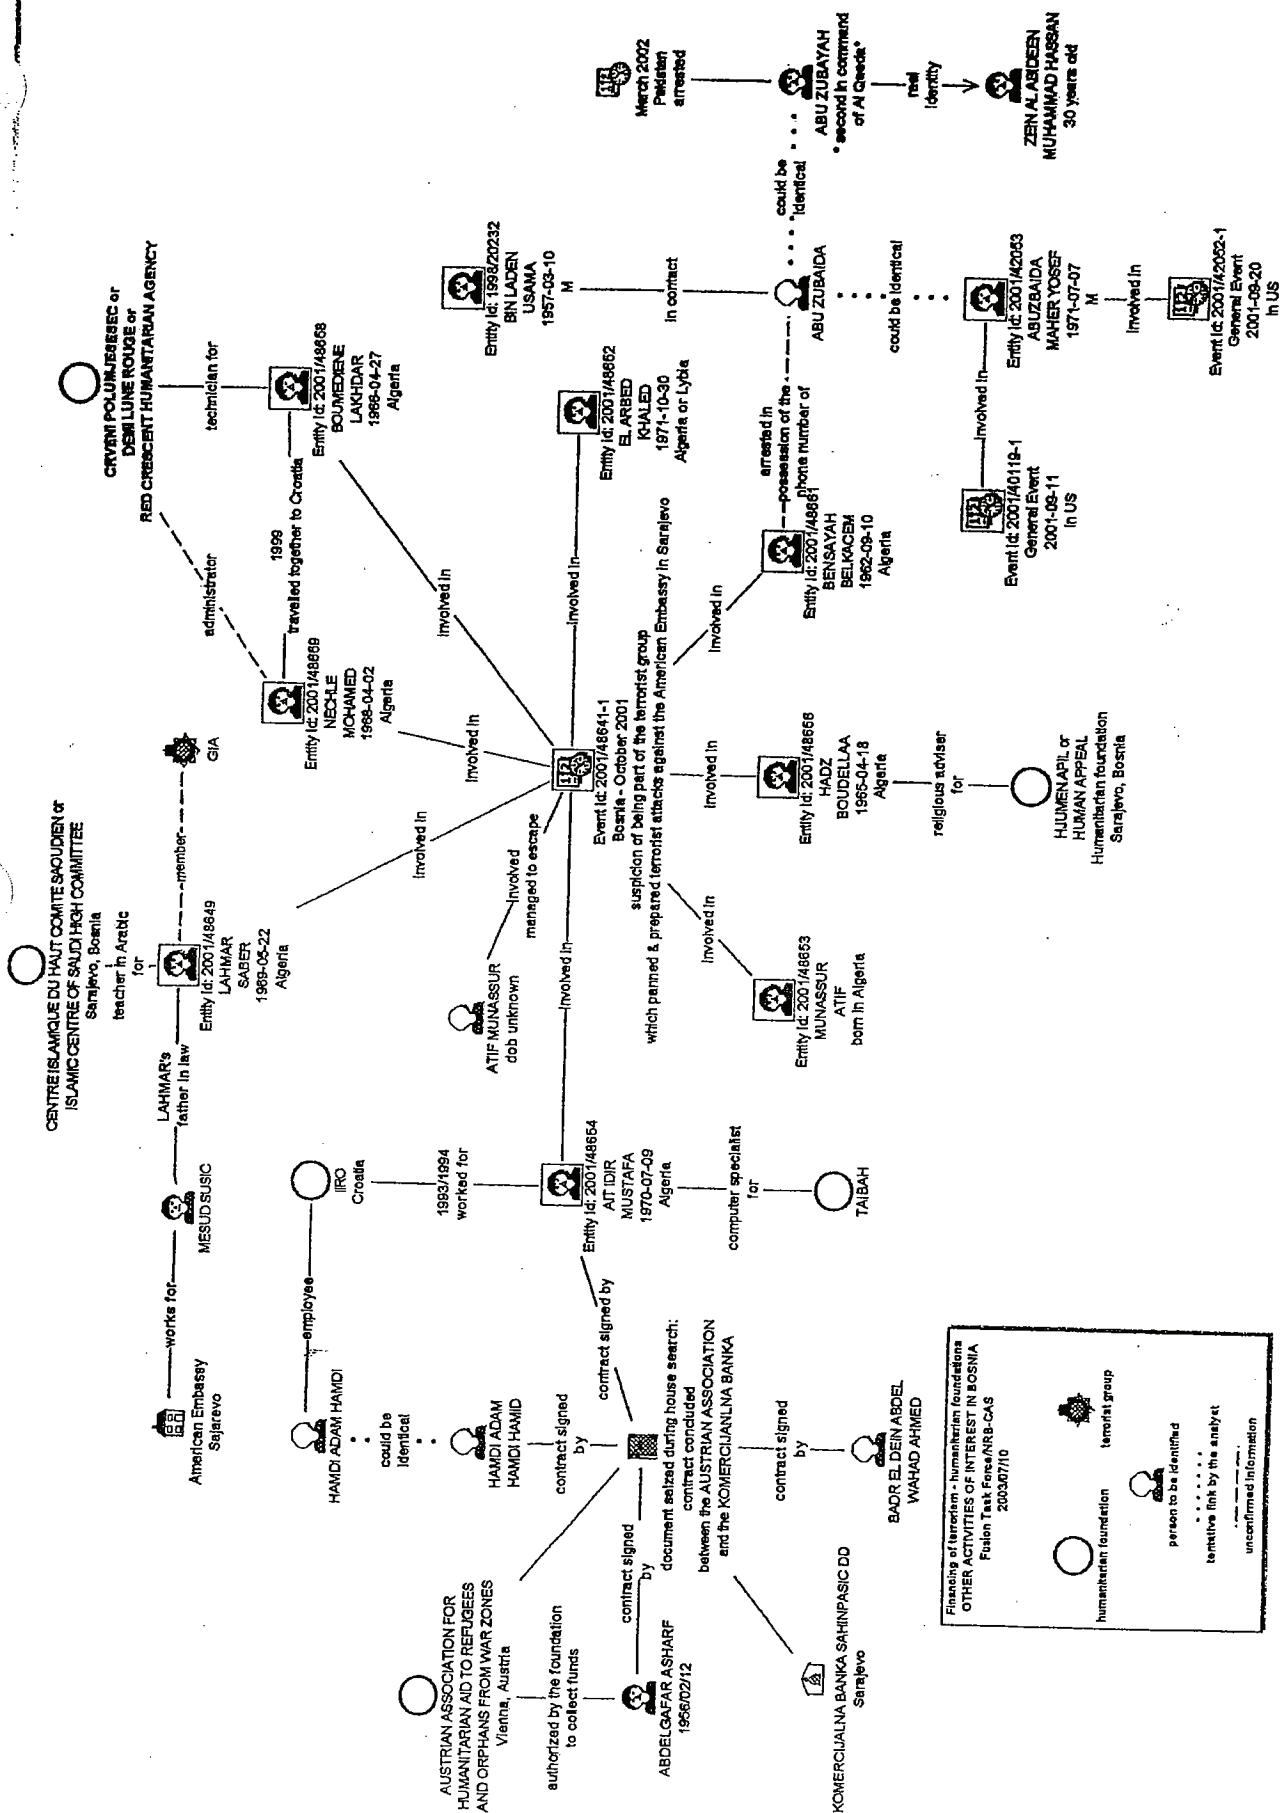 CENTRE ISLAMIQUE DU HAUT COMITE SAOUDIEN or
ISLAMIC CENTRE OF SAUDI HIGH COMMITTEE
Sarajevo, Bosnia
teacher in Arabic
for
Entity Id: 2001/48649
LAHMAR
SABER
1969-05-22
Algeria
member
GIA
LAHMAR's
father in law
MESUD SUSIC
works for
American Embassy
Sajarevo
CRVENI POLUMJESESEC or
DEMI LUNE ROUGE or
RED CRESCENT HUMANITARIAN AGENCY
administrator
technician for
Entity Id: 2001/48659
NECHLE
MOHAMED
1968-04-02
Algeria
1999
travelled together to Croatia
Entity Id: 2001/48658
BOUMEDIENE
LAKHDAR
1966-04-27
Algeria
Involved in
Involved in
Involved in
HAMDI ADAM HAMDI
employee
IIRO
Croatia
1993/1994
worked for
could be
identical
HAMDI ADAM
HAMDI HAMID
contract signed
by
ATIF MUNASSUR
dob unknown
Involved
managed to escape
Entity Id: 1998/20232
BIN LADEN
USAMA
1957-03-10
M
in contact
Entity Id: 2001/48652
EL ARBED
KHALED
1971-10-30
Algeria or Lybia
Involved in
Involved in
Entity Id: 2001/48654
AIT IDIR
MUSTAFA
1970-07-09
Algeria
computer specialist
for
TAIBAH
contract signed by
Event Id: 2001/48641-1
Bosnia - October 2001
suspicion of being part of the terrorist group
which panned & prepared terrorist attacks against the American Embassy in Sarajevo
AUSTRIAN ASSOCIATION FOR
HUMANITARIAN AID TO REFUGEES
AND ORPHANS FROM WAR ZONES
Vienna, Austria
authorized by the foundation
to collect funds
ABDELGAFAR ASHARF
1956/02/12
contract signed
by
document seized during house search:
contract concluded
between the AUSTRIAN ASSOCIATION
and the KOMERCIJANLNA BANKA
contract signed
by
BADR EL DEIN ABDEL
WAHAD AHMED
KOMERCIJALNA BANKA SAHINPASIC DD
Sarajevo
Involved in
Entity Id: 2001/48653
MUNASSUR
ATIF
born in Algeria
Involved in
Entity Id: 2001/48656
HADZ
BOUDELLAA
1965-04-18
Algeria
religious adviser
for
HJUMEN APIL or
HUMAN APPEAL
Humanitarian foundation
Sarajevo, Bosnia
Involved in
Entity Id: 2001/48661
BENSAYAH
BELKACEM
1962-09-10
Algeria
arrested in
possession of the
phone number of
ABU ZUBAIDA
could be
identical
March 2002
Pakistan
arrested
ABU ZUBAYAH
"second in command
of Al Qaeda"
real
identity
ZEIN AL ABIDEEN
MUHAMMAD HASSAN
30 years old
could be identical
Entity Id: 2001/42053
ABUZBAIDA
MAHER YOSEF
1971-07-07
M
Involved in
Event Id: 2001/40119-1
General Event
2001-09-11
In US
Involved in
Event Id: 2001/42052-1
General Event
2001-09-20
In US
Financing of terrorism - humanitarian foundations
OTHER ACTIVITIES OF INTEREST IN BOSNIA
Fusion Task Force/NRB-CAS
2003/07/10
humanitarian foundation
terrorist group
person to be identified
tentative link by the analyst
unconfirmed information